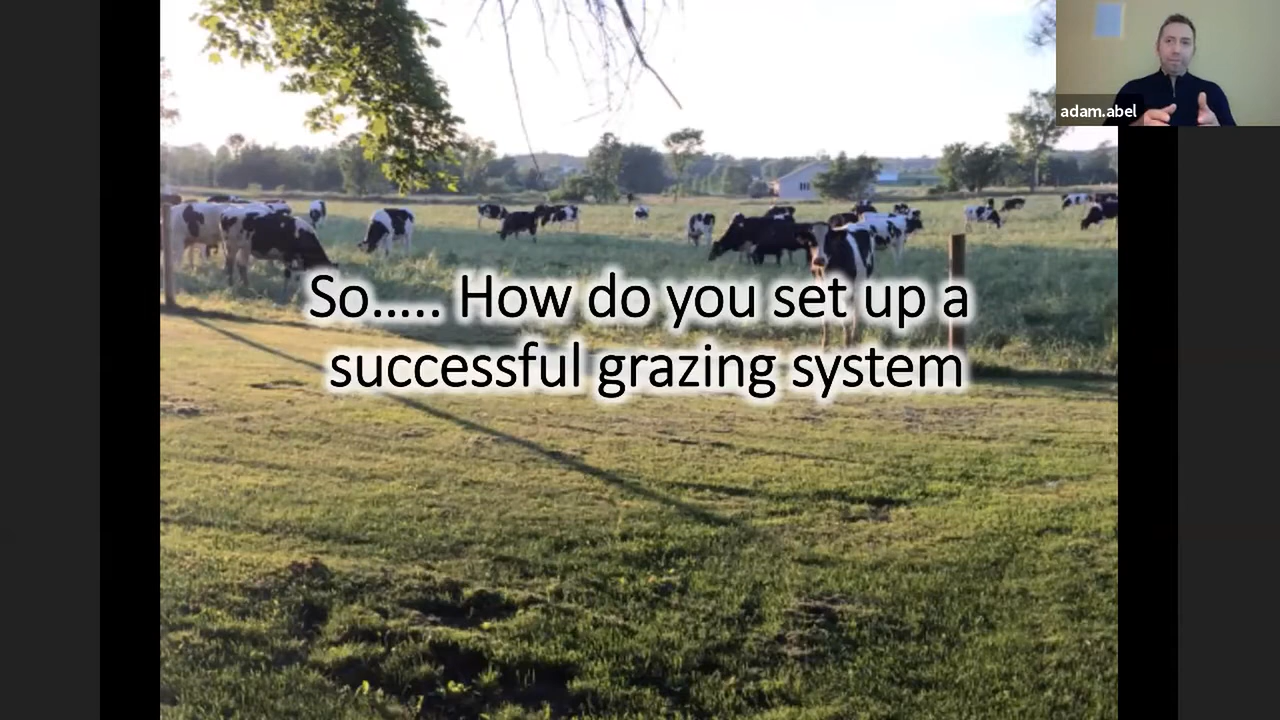 adam.abel
So..... How do you set up a
successful grazing system